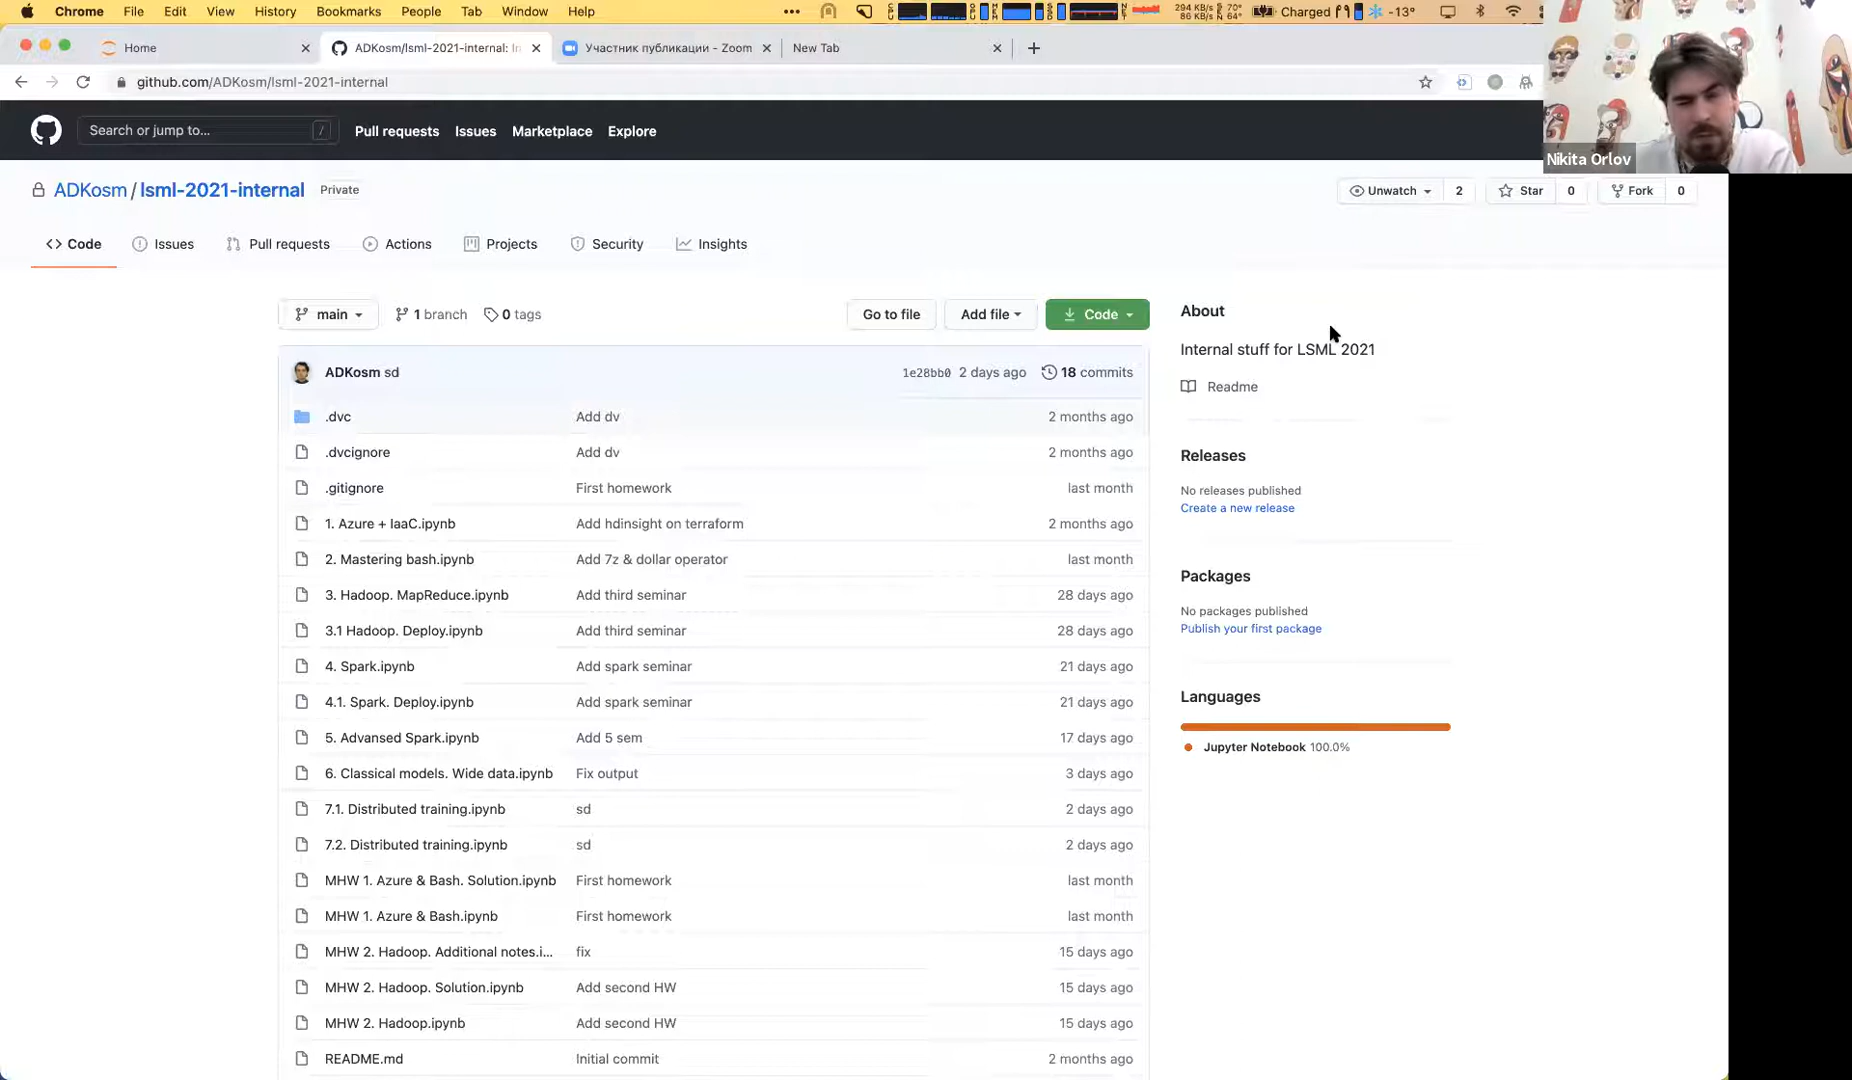 Chrome File Edit View History Bookmarks People Tab Window Help 294 KB/s 86 KB/s 70° 64° Charged -13°
Home ADKosm/lsml-2021-internal: In Участник публикации - Zoom New Tab
github.com/ADKosm/lsml-2021-internal
Search or jump to... / Pull requests Issues Marketplace Explore
Nikita Orlov
ADKosm / lsml-2021-internal Private Unwatch 2 Star 0 Fork 0
Code Issues Pull requests Actions Projects Security Insights
main 1 branch 0 tags Go to file Add file Code
About
Internal stuff for LSML 2021
Readme
Releases
No releases published
Create a new release
Packages
No packages published
Publish your first package
Languages
Jupyter Notebook 100.0%
ADKosm sd 1e28bb0 2 days ago 18 commits
.dvc Add dv 2 months ago
.dvcignore Add dv 2 months ago
.gitignore First homework last month
1. Azure + IaaC.ipynb Add hdinsight on terraform 2 months ago
2. Mastering bash.ipynb Add 7z & dollar operator last month
3. Hadoop. MapReduce.ipynb Add third seminar 28 days ago
3.1 Hadoop. Deploy.ipynb Add third seminar 28 days ago
4. Spark.ipynb Add spark seminar 21 days ago
4.1. Spark. Deploy.ipynb Add spark seminar 21 days ago
5. Advansed Spark.ipynb Add 5 sem 17 days ago
6. Classical models. Wide data.ipynb Fix output 3 days ago
7.1. Distributed training.ipynb sd 2 days ago
7.2. Distributed training.ipynb sd 2 days ago
MHW 1. Azure & Bash. Solution.ipynb First homework last month
MHW 1. Azure & Bash.ipynb First homework last month
MHW 2. Hadoop. Additional notes.i... fix 15 days ago
MHW 2. Hadoop. Solution.ipynb Add second HW 15 days ago
MHW 2. Hadoop.ipynb Add second HW 15 days ago
README.md Initial commit 2 months ago